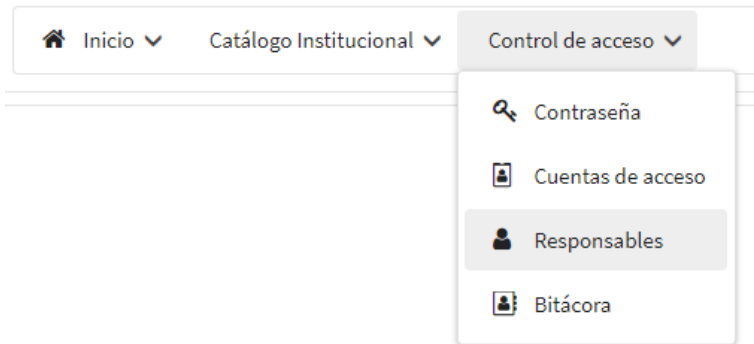 Inicio Catálogo Institucional Control de acceso
Contraseña
Cuentas de acceso
Responsables
Bitácora